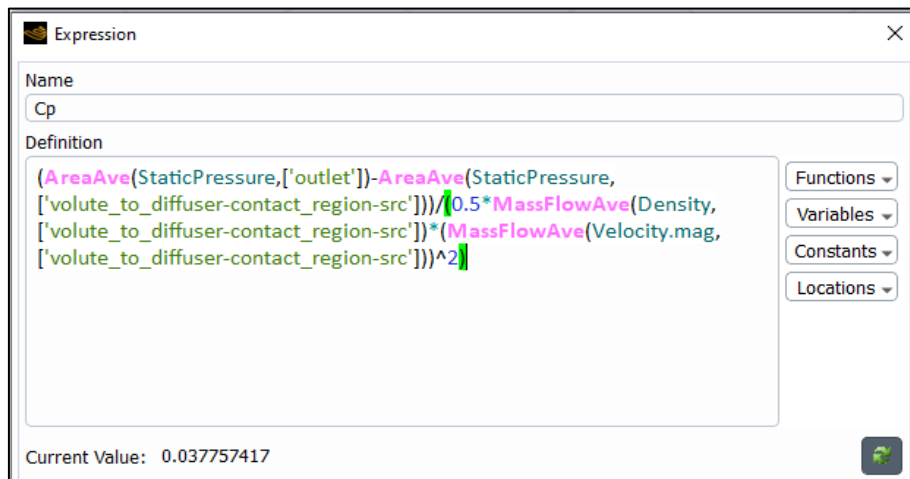 Expression
Name
Cp
Definition
(AreaAve(StaticPressure,['outlet'])-AreaAve(StaticPressure,
['volute_to_diffuser-contact_region-src']))/(0.5*MassFlowAve(Density,
['volute_to_diffuser-contact_region-src'])*(MassFlowAve(Velocity.mag,
['volute_to_diffuser-contact_region-src']))^2)
Functions
Variables
Constants
Locations
Current Value: 0.037757417